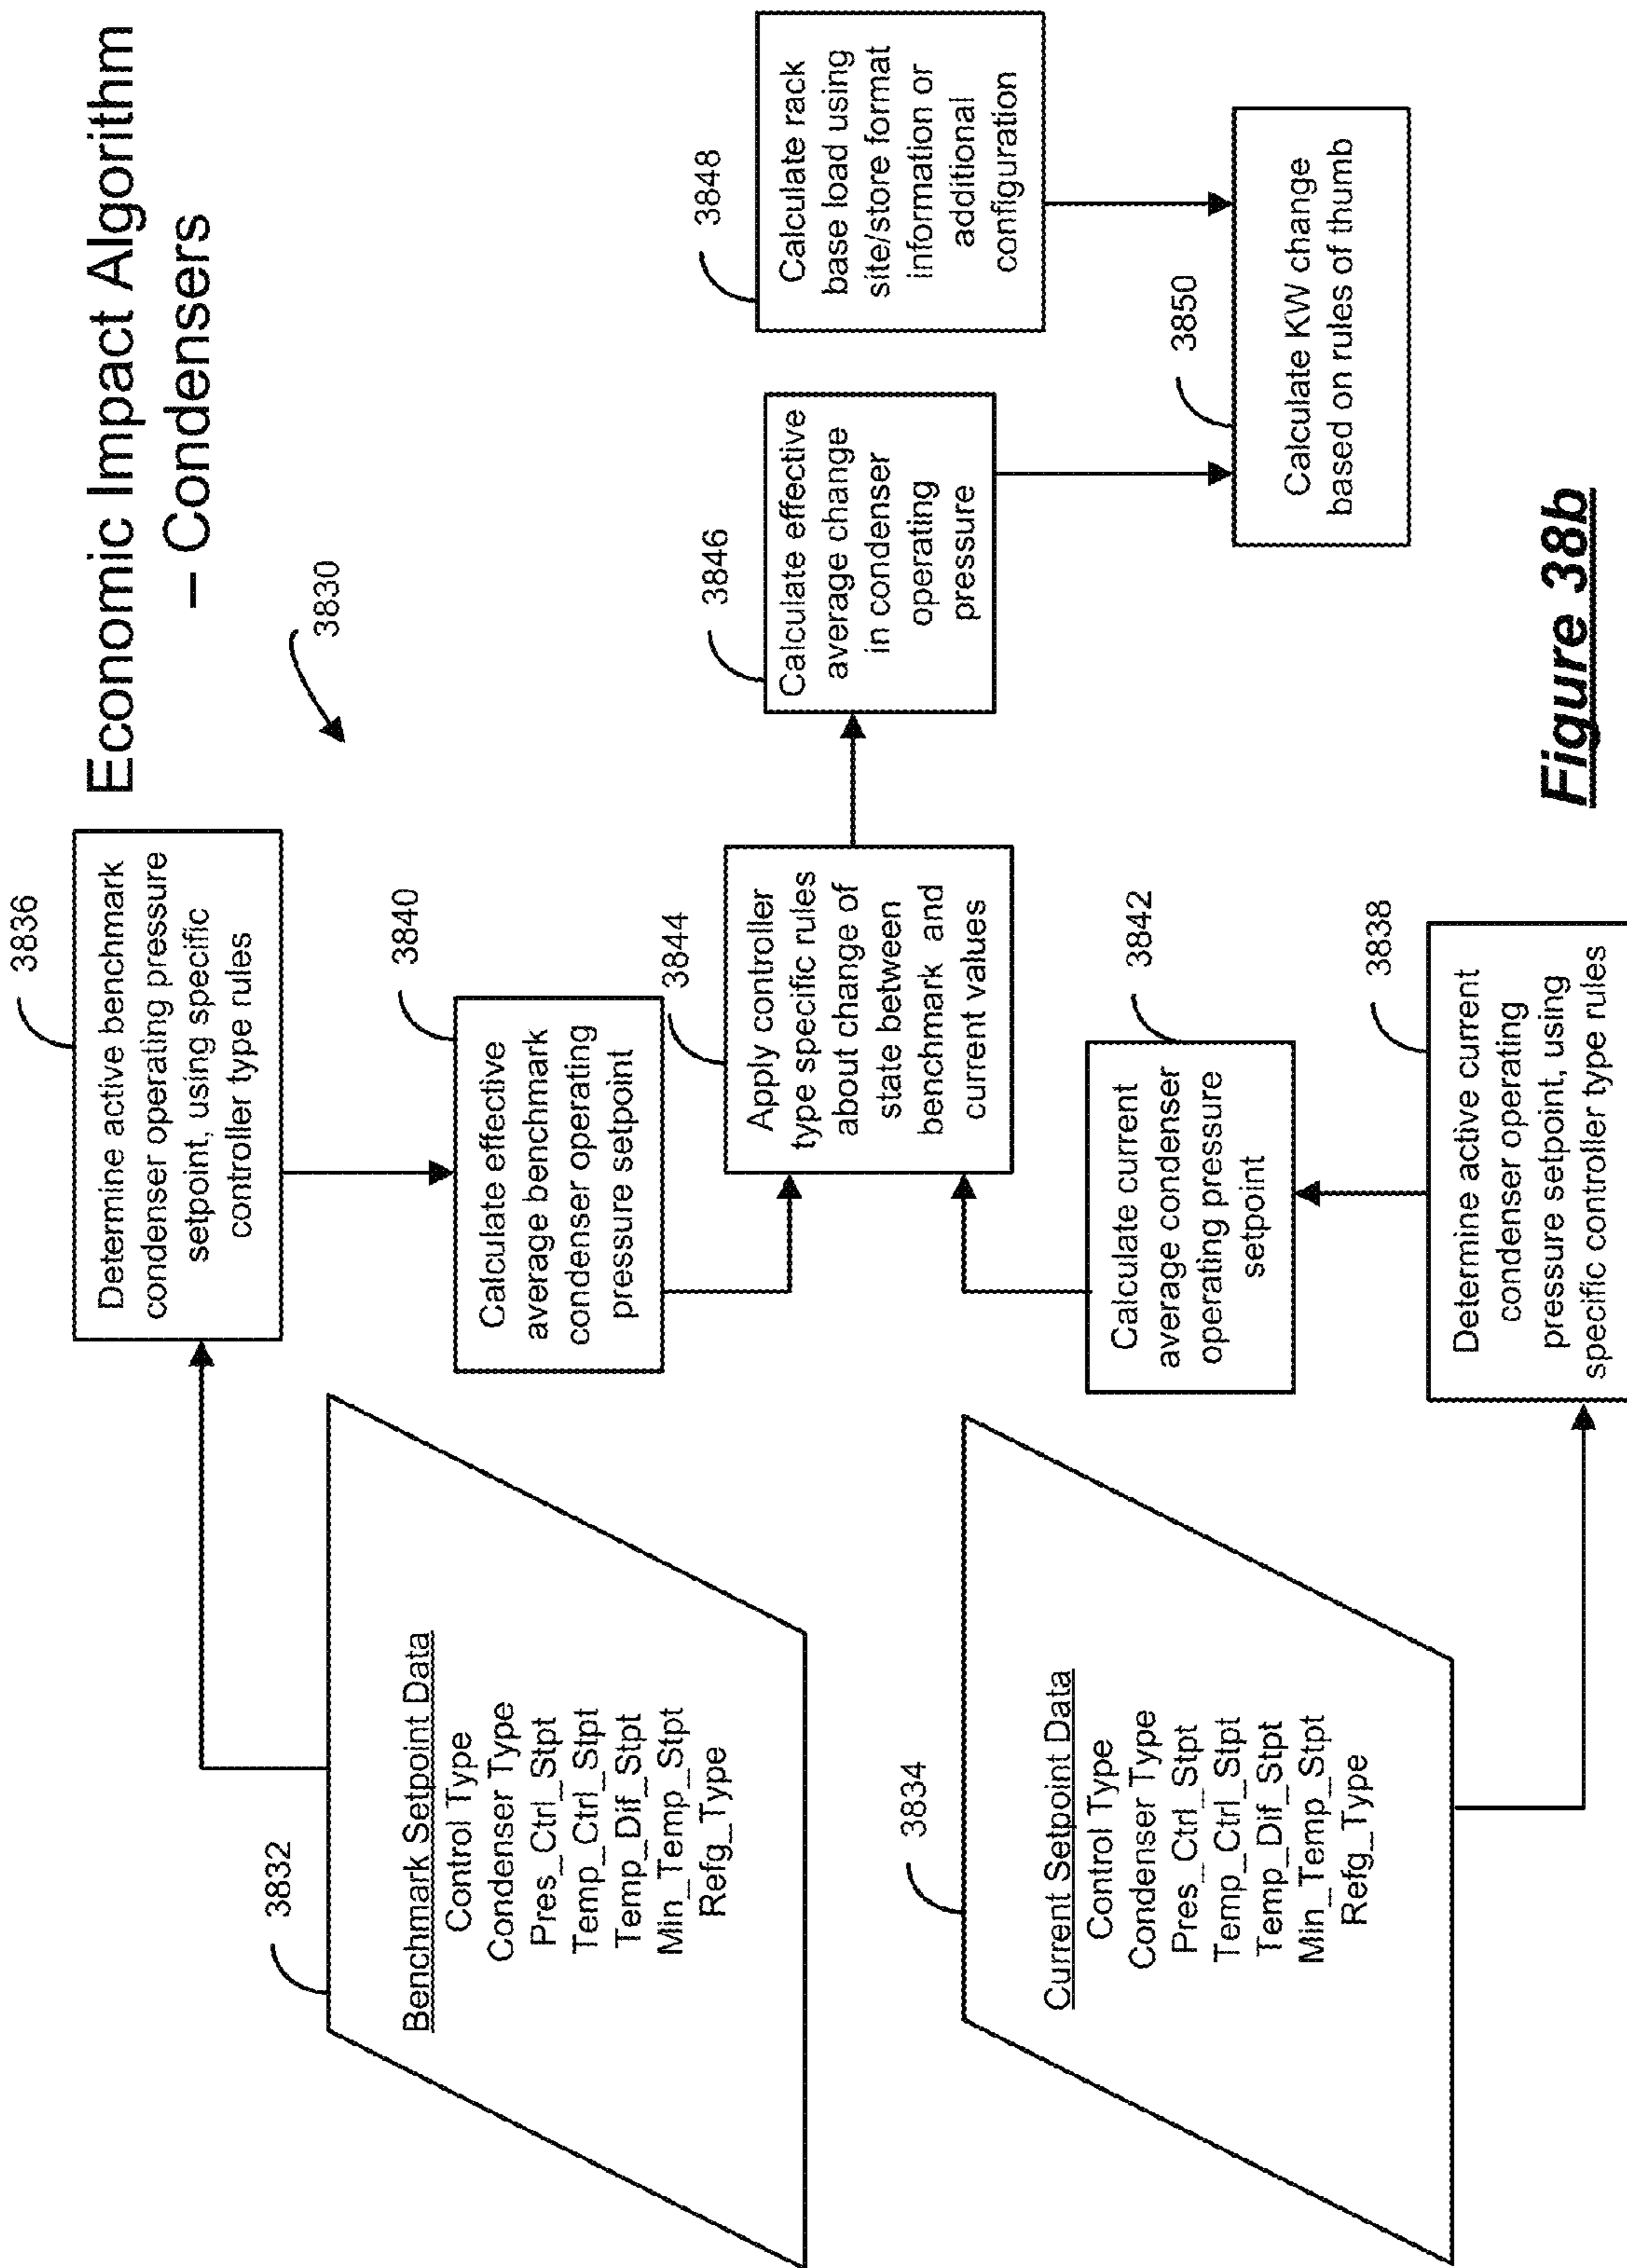 Economic Impact Algorithm
– Condensers
3830
3832
Benchmark Setpoint Data
Control Type
Condenser Type
Pres_Ctrl_Stpt
Temp_Ctrl_Stpt
Temp_Dif_Stpt
Min_Temp_Stpt
Refg_Type
3836
Determine active benchmark
condenser operating pressure
setpoint, using specific
controller type rules
3840
Calculate effective
average benchmark
condenser operating
pressure setpoint
3844
Apply controller
type specific rules
about change of
state between
benchmark and
current values
3846
Calculate effective
average change
in condenser
operating
pressure
3848
Calculate rack
base load using
site/store format
information or
additional
configuration
3850
Calculate KW change
based on rules of thumb
3834
Current Setpoint Data
Control Type
Condenser Type
Pres_Ctrl_Stpt
Temp_Ctrl_Stpt
Temp_Dif_Stpt
Min_Temp_Stpt
Refg_Type
3842
Calculate current
average condenser
operating pressure
setpoint
3838
Determine active current
condenser operating
pressure setpoint, using
specific controller type rules
Figure 38b